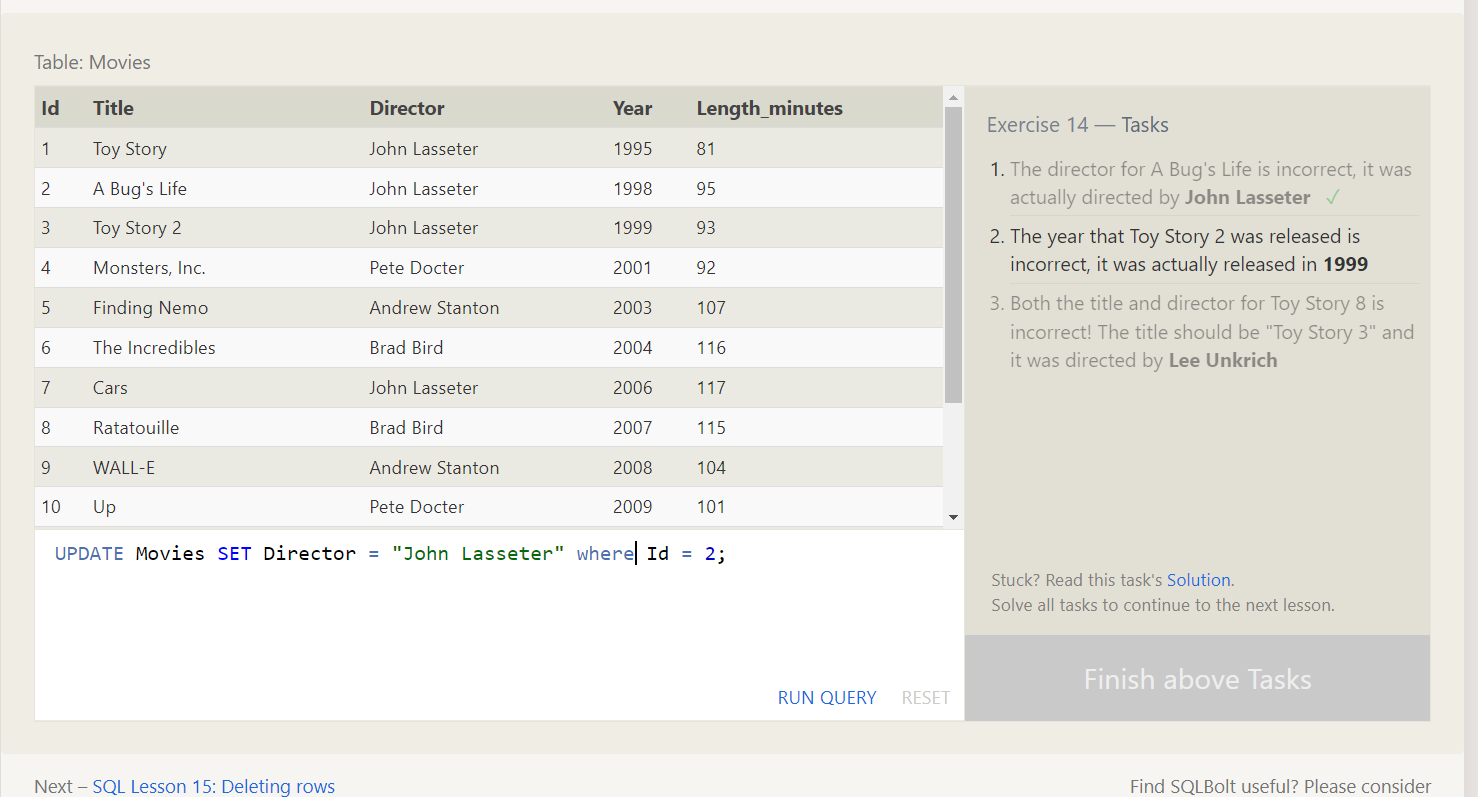 Table: Movies
Id Title Director Year Length_minutes
1 Toy Story John Lasseter 1995 81
2 A Bug's Life John Lasseter 1998 95
3 Toy Story 2 John Lasseter 1999 93
4 Monsters, Inc. Pete Docter 2001 92
5 Finding Nemo Andrew Stanton 2003 107
6 The Incredibles Brad Bird 2004 116
7 Cars John Lasseter 2006 117
8 Ratatouille Brad Bird 2007 115
9 WALL-E Andrew Stanton 2008 104
10 Up Pete Docter 2009 101
UPDATE Movies SET Director = "John Lasseter" where Id = 2;
RUN QUERY RESET
Exercise 14 — Tasks
1. The director for A Bug's Life is incorrect, it was
actually directed by John Lasseter ✓
2. The year that Toy Story 2 was released is
incorrect, it was actually released in 1999
3. Both the title and director for Toy Story 8 is
incorrect! The title should be "Toy Story 3" and
it was directed by Lee Unkrich
Stuck? Read this task's Solution.
Solve all tasks to continue to the next lesson.
Finish above Tasks
Next – SQL Lesson 15: Deleting rows
Find SQLBolt useful? Please consider